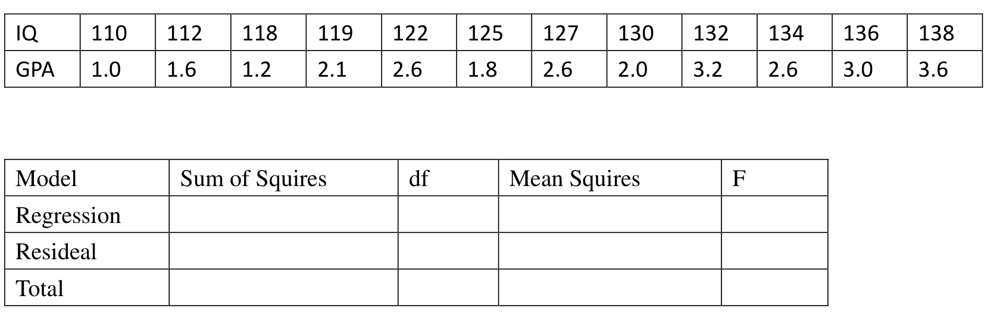 IQ 110 112 118 119 122 125 127 130 132 134 136 138
GPA 1.0 1.6 1.2 2.1 2.6 1.8 2.6 2.0 3.2 2.6 3.0 3.6
Model Sum of Squires df Mean Squires F
Regression
Resideal
Total